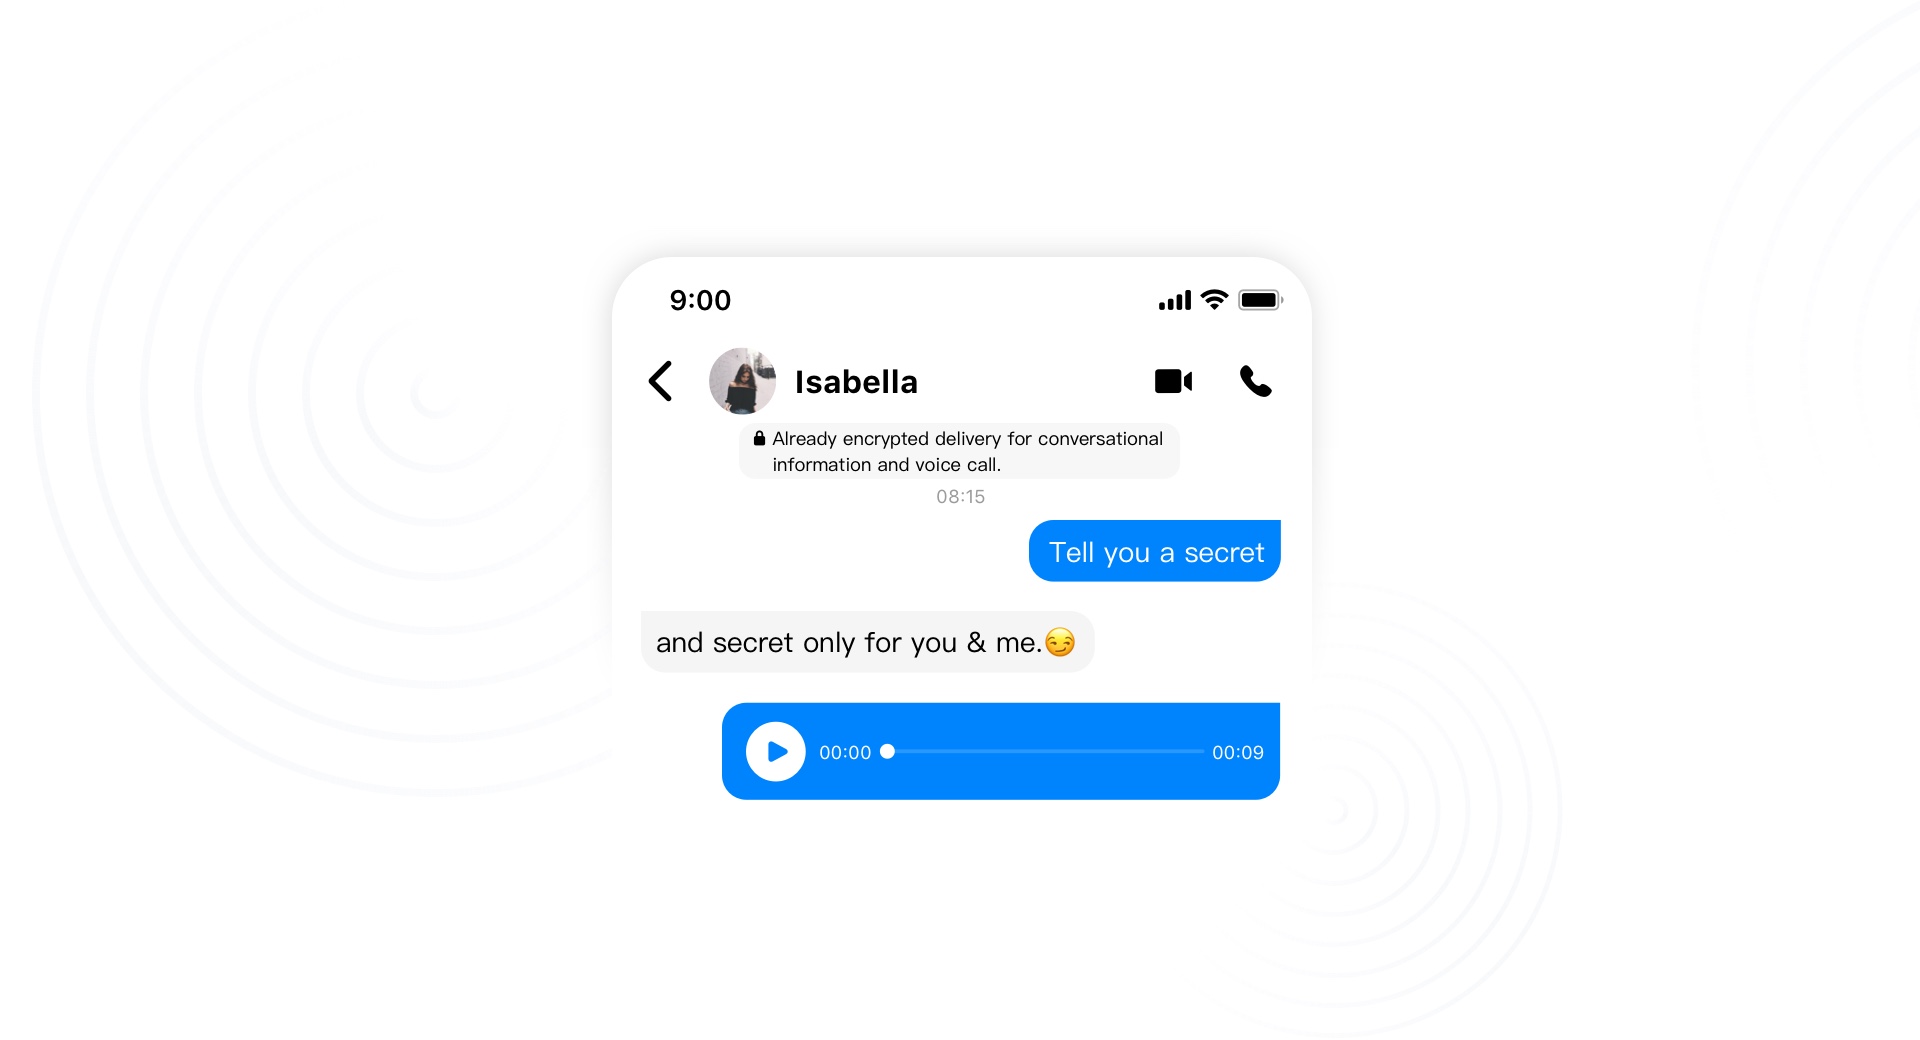 9:00
Isabella
Already encrypted delivery for conversational
information and voice call.
08:15
Tell you a secret
and secret only for you & me.😏
00:00 00:09